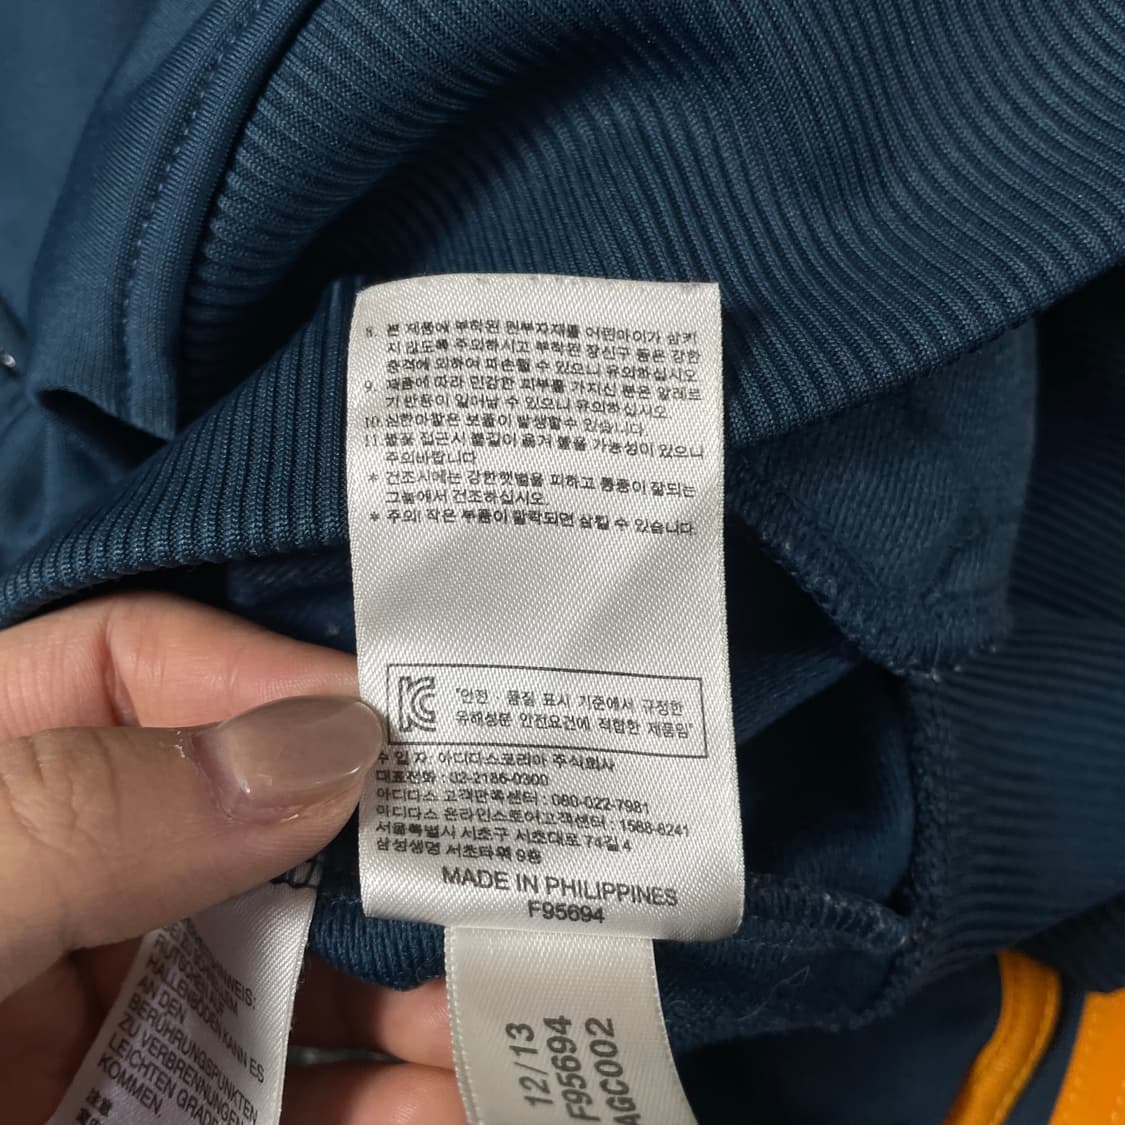 8. 본 제품에 부착된 원부자재를 어린아이가 삼키
지 않도록 주의하시고 부착된 장신구 등은 강한
충격에 의하여 파손될 수 있으니 유의하십시오
9. 제품에 따라 민감한 피부를 가지신 분은 알레르
기 반응이 일어날 수 있으니 유의하십시오
10. 심한마찰은 보풀이 발생할수 있습니다
11. 불꽃 접근시 불길이 옮겨 붙을 가능성이 있으니
주의바랍니다
* 건조시에는 강한햇볕을 피하고 통풍이 잘되는
그늘에서 건조하십시오
* 주의! 작은 부품이 탈락되면 삼킬 수 있습니다.
"안전 · 품질 표시 기준에서 규정한
유해성분 안전요건에 적합한 제품임"
수 입 자: 아디다스코리아 주식회사
대표전화 : 02-2186-0300
아디다스 고객만족센터 : 080-022-7981
아디다스 온라인스토어고객센터 : 1588-8241
서울특별시 서초구 서초대로 74길 4
삼성생명 서초타워 9층
MADE IN PHILIPPINES
F95694
12/13
F95694
AGC002
HALLENBÖDEN KANN ES
AN DEN
BERÜHRUNGSPUNKTEN
ZU VERBRENNUNGEN
LEICHTEN GRADES
KOMMEN
注意